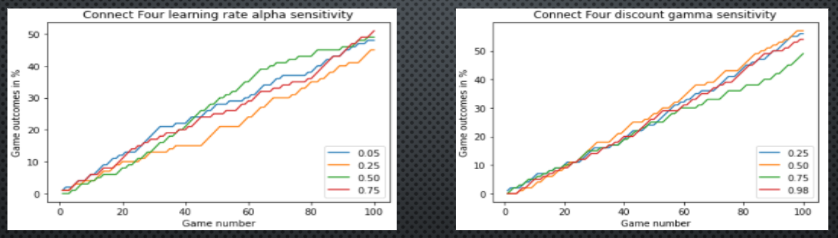 Connect Four learning rate alpha sensitivity
Game outcomes in %
50
40
30
20
10
0
0 20 40 60 80 100
Game number
0.05
0.25
0.50
0.75
Connect Four discount gamma sensitivity
Game outcomes in %
50
40
30
20
10
0
0 20 40 60 80 100
Game number
0.25
0.50
0.75
0.98